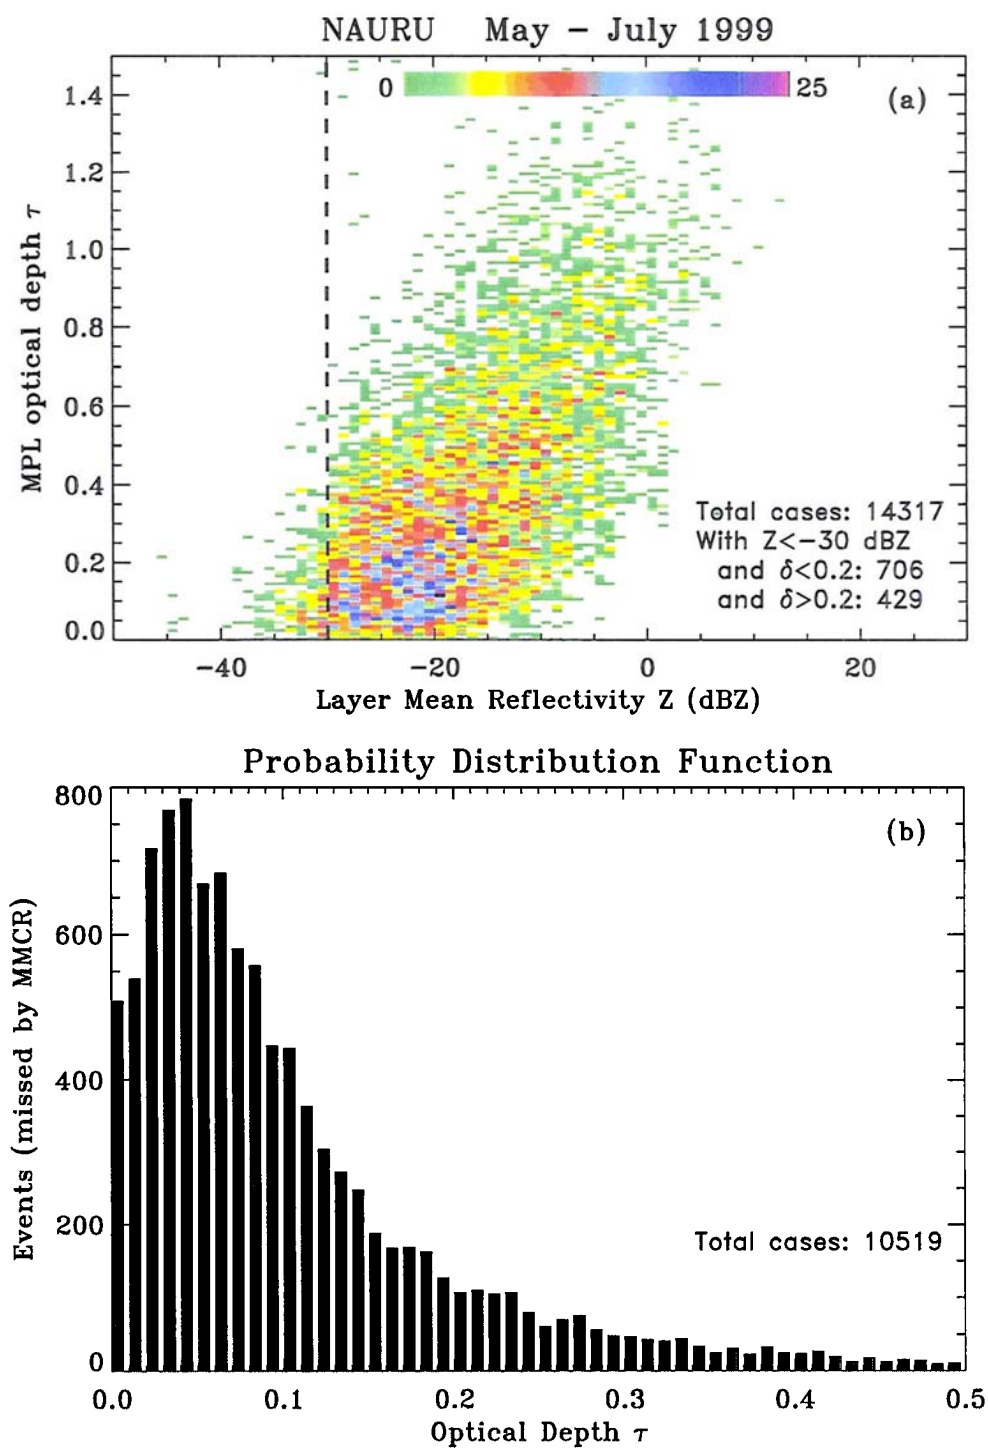 NAURU May – July 1999
0 25
(a)
1.4
1.2
1.0
0.8
0.6
0.4
0.2
0.0
MPL optical depth τ
Total cases: 14317
With Z<−30 dBZ
and δ<0.2: 706
and δ>0.2: 429
−40 −20 0 20
Layer Mean Reflectivity Z (dBZ)
Probability Distribution Function
(b)
800
600
400
200
0
Events (missed by MMCR)
Total cases: 10519
0.0 0.1 0.2 0.3 0.4 0.5
Optical Depth τ